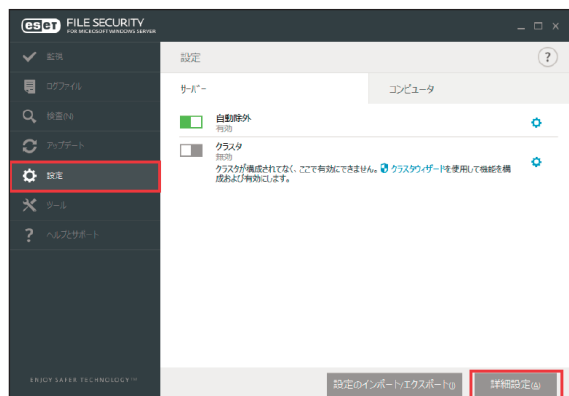 eset FILE SECURITY
FOR MICROSOFT WINDOWS SERVER
監視
ログファイル
検査(N)
アップデート
設定
ツール
ヘルプとサポート
ENJOY SAFER TECHNOLOGY™
設定
?
サーバー
コンピュータ
自動除外
有効
クラスタ
無効
クラスタが構成されてなく、ここで有効にできません。 クラスタウィザードを使用して機能を構
成および有効にします。
設定のインポート/エクスポート(I)
詳細設定(A)